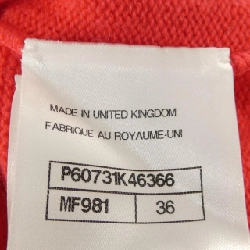 MADE IN UNITED KINGDOM
FABRIQUE AU ROYAUME-UNI
P60731K46366
MF981 36